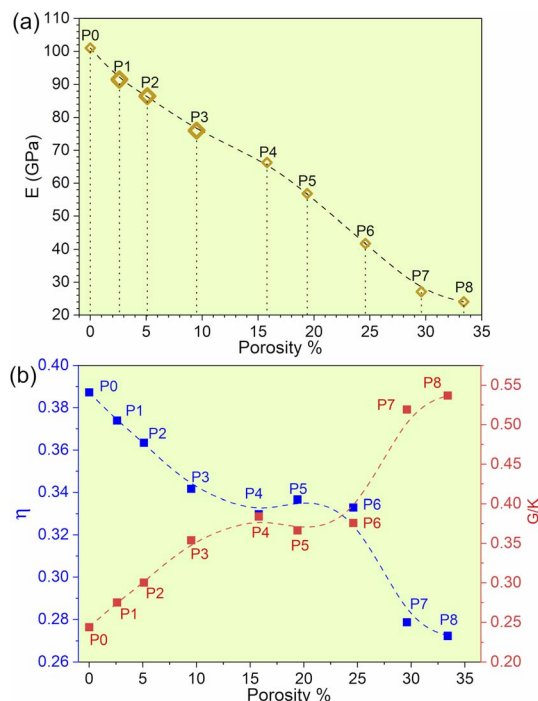 (a)
110
100
90
80
70
60
50
40
30
20
E (GPa)
P0
P1
P2
P3
P4
P5
P6
P7
P8
0 5 10 15 20 25 30 35
Porosity %
(b)
0.40
0.38
0.36
0.34
0.32
0.30
0.28
0.26
η
P0
P1
P2
P3
P4
P5
P6
P7
P8
P0
P1
P2
P3
P4
P5
P6
P7
P8
0.55
0.50
0.45
0.40
0.35
0.30
0.25
0.20
G/K
0 5 10 15 20 25 30 35
Porosity %